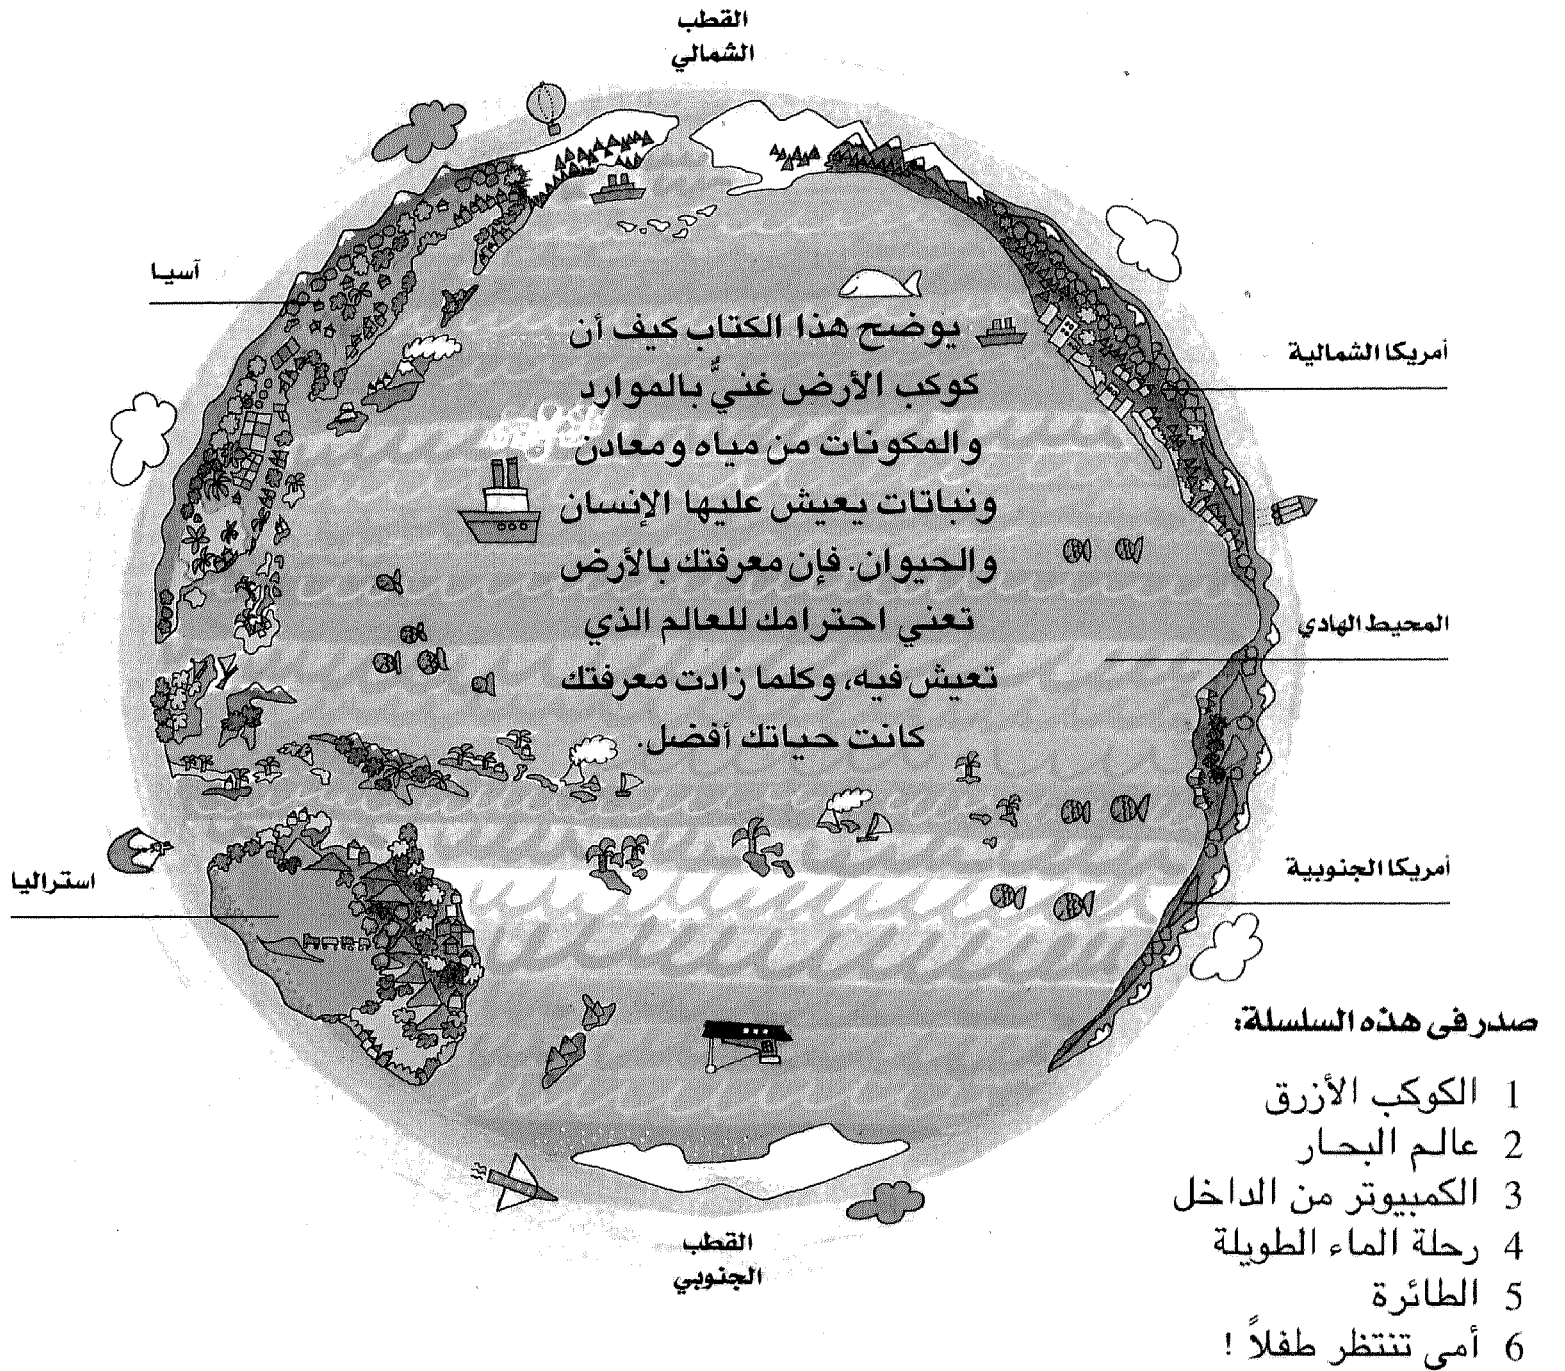 القطب
الشمالي
آسيا
يوضح هذا الكتاب كيف أن
كوكب الأرض غنيٌّ بالموارد
والمكونات من مياه ومعادن
ونباتات يعيش عليها الإنسان
والحيوان. فإن معرفتك بالأرض
تعني احترامك للعالم الذي
تعيش فيه، وكلما زادت معرفتك
كانت حياتك أفضل.
أمريكا الشمالية
المحيط الهادي
أمريكا الجنوبية
استراليا
القطب
الجنوبي
صدر فى هذه السلسلة:
1 الكوكب الأزرق
2 عالم البحار
3 الكمبيوتر من الداخل
4 رحلة الماء الطويلة
5 الطائرة
6 أمى تنتظر طفلاً !